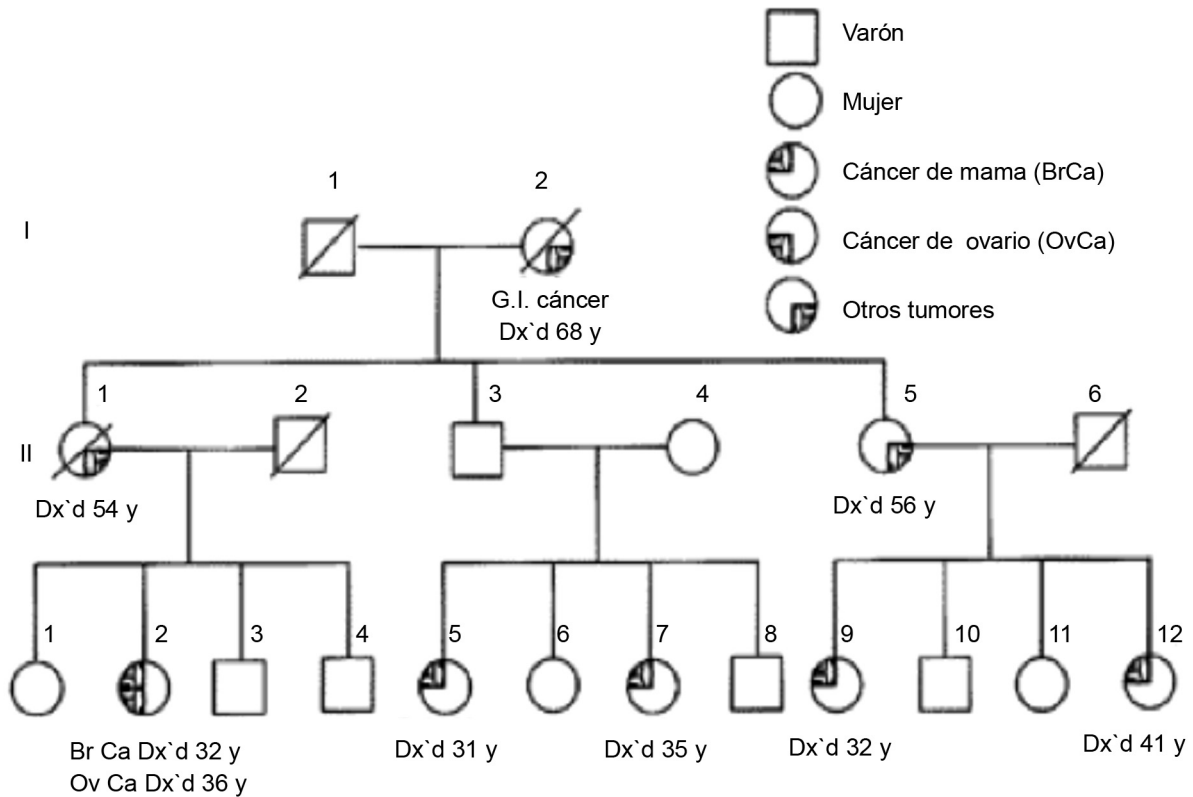 Varón
Mujer
Cáncer de mama (BrCa)
Cáncer de ovario (OvCa)
Otros tumores
1 2
I
G.I. cáncer
Dx`d 68 y
1 2 3 4 5 6
II
Dx`d 54 y
Dx`d 56 y
1 2 3 4 5 6 7 8 9 10 11 12
Br Ca Dx`d 32 y
Ov Ca Dx`d 36 y
Dx`d 31 y
Dx`d 35 y
Dx`d 32 y
Dx`d 41 y